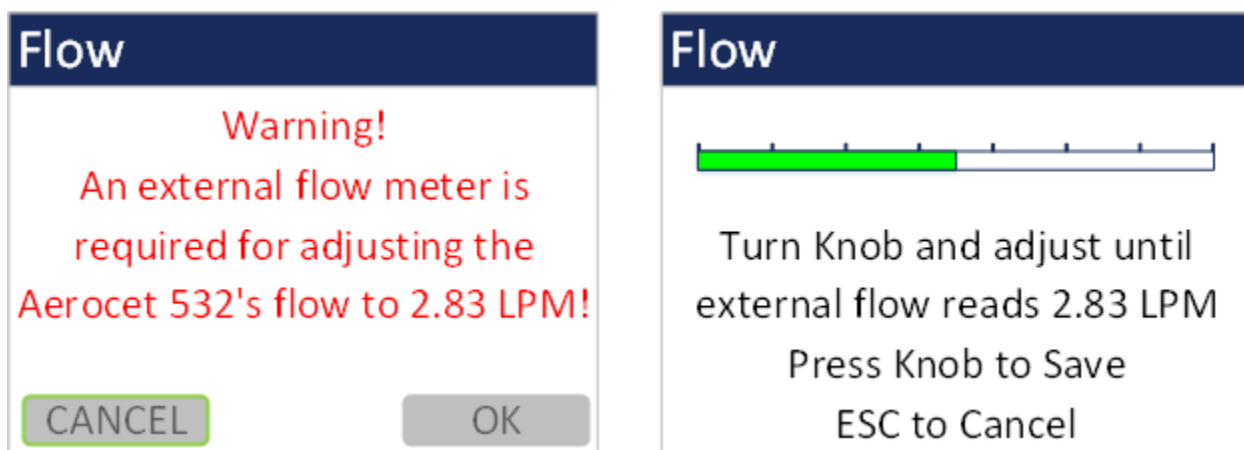 Flow
Warning!
An external flow meter is
required for adjusting the
Aerocet 532's flow to 2.83 LPM!
CANCEL
OK
Flow
Turn Knob and adjust until
external flow reads 2.83 LPM
Press Knob to Save
ESC to Cancel